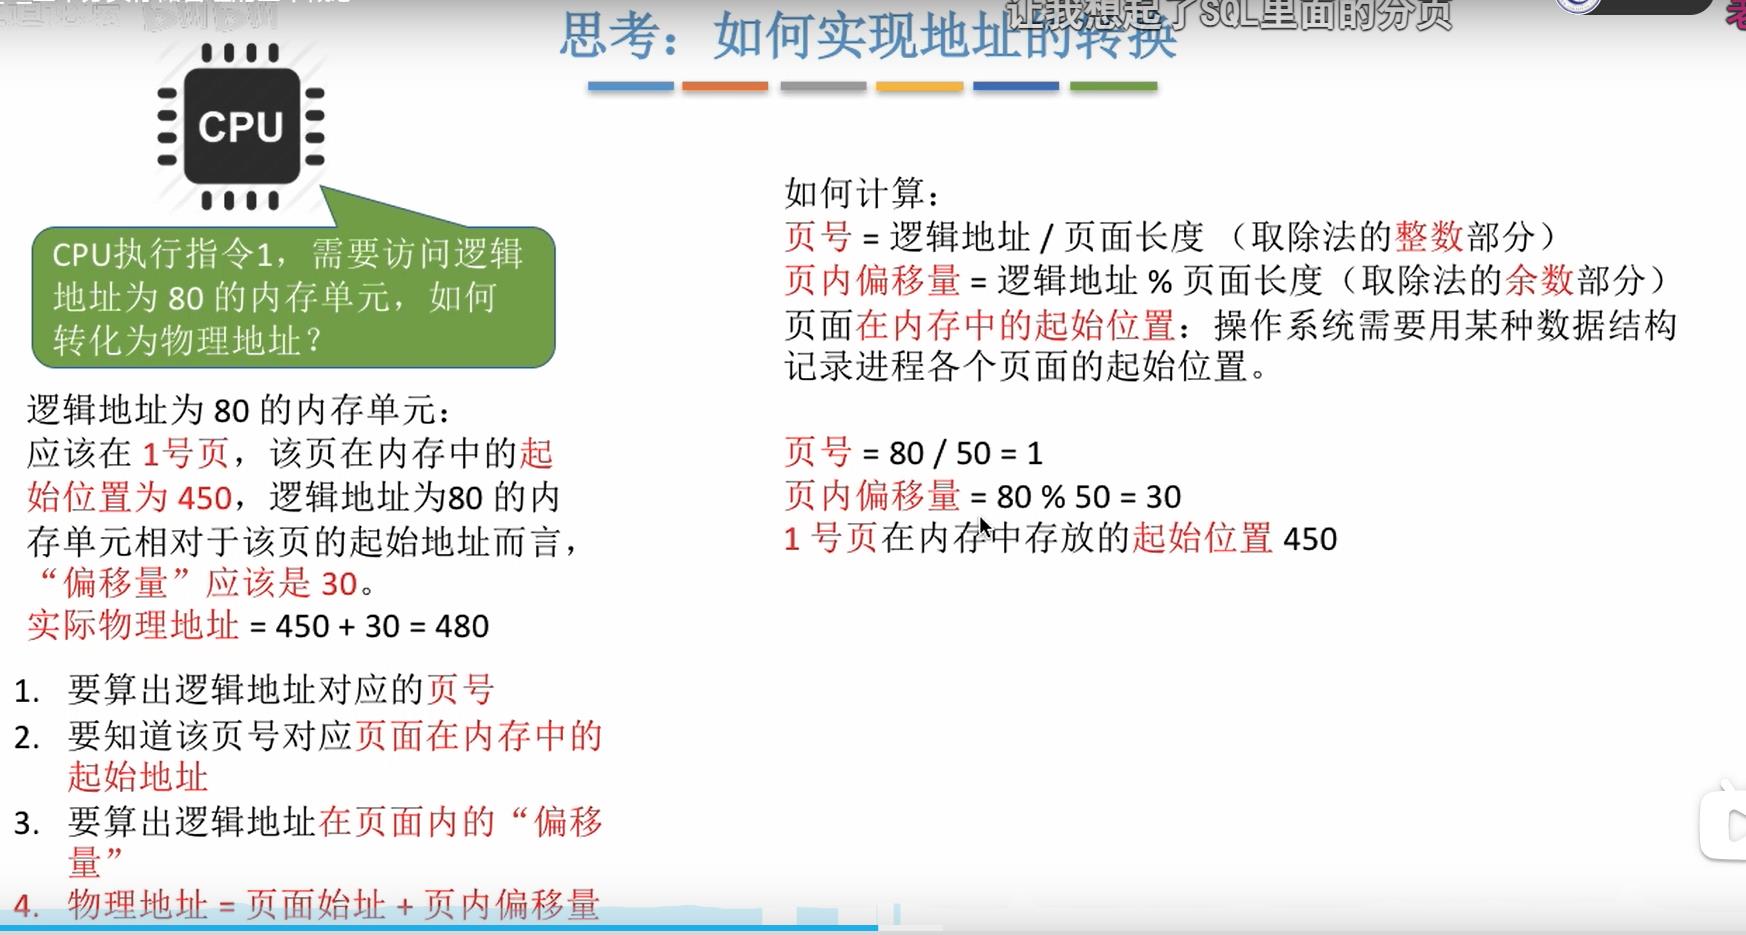 让我想起了SQL里面的分页
思考：如何实现地址的转换
CPU
CPU执行指令1，需要访问逻辑
地址为 80 的内存单元，如何
转化为物理地址？
逻辑地址为 80 的内存单元：
应该在 1号页，该页在内存中的起
始位置为 450，逻辑地址为80 的内
存单元相对于该页的起始地址而言，
“偏移量”应该是 30。
实际物理地址 = 450 + 30 = 480
1. 要算出逻辑地址对应的页号
2. 要知道该页号对应页面在内存中的
起始地址
3. 要算出逻辑地址在页面内的“偏移
量”
4. 物理地址 = 页面始址 + 页内偏移量
如何计算：
页号 = 逻辑地址 / 页面长度 （取除法的整数部分）
页内偏移量 = 逻辑地址 % 页面长度（取除法的余数部分）
页面在内存中的起始位置：操作系统需要用某种数据结构
记录进程各个页面的起始位置。
页号 = 80 / 50 = 1
页内偏移量 = 80 % 50 = 30
1 号页在内存中存放的起始位置 450